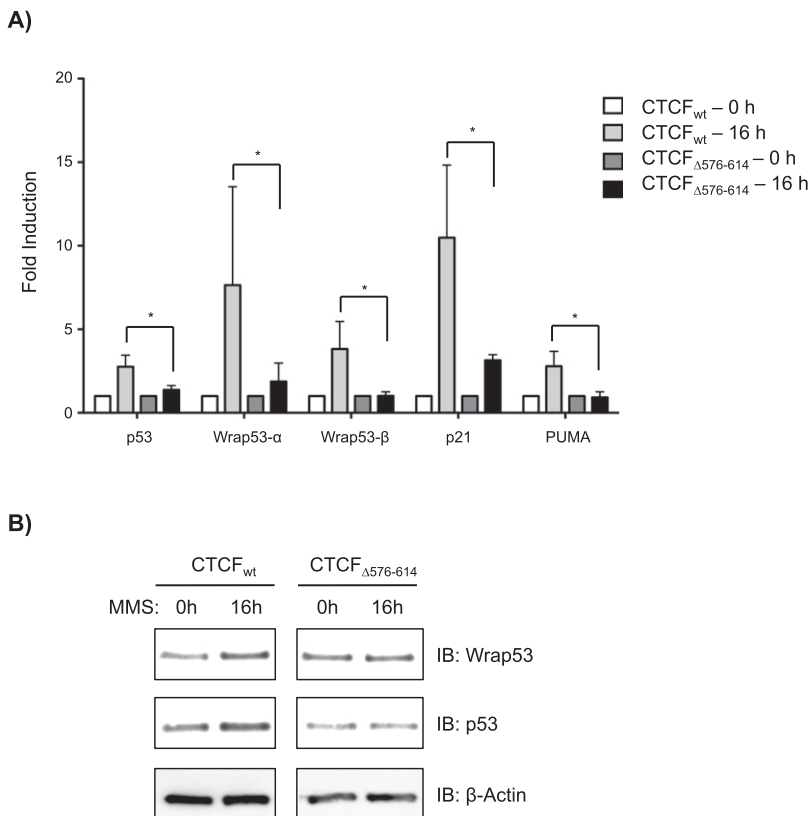 A)
20
15
10
5
0
Fold Induction
CTCFwt – 0 h
CTCFwt – 16 h
CTCFΔ576-614 – 0 h
CTCFΔ576-614 – 16 h
* * * * *
p53 Wrap53-α Wrap53-β p21 PUMA
B)
CTCFwt CTCFΔ576-614
MMS: 0h 16h 0h 16h
IB: Wrap53
IB: p53
IB: β-Actin